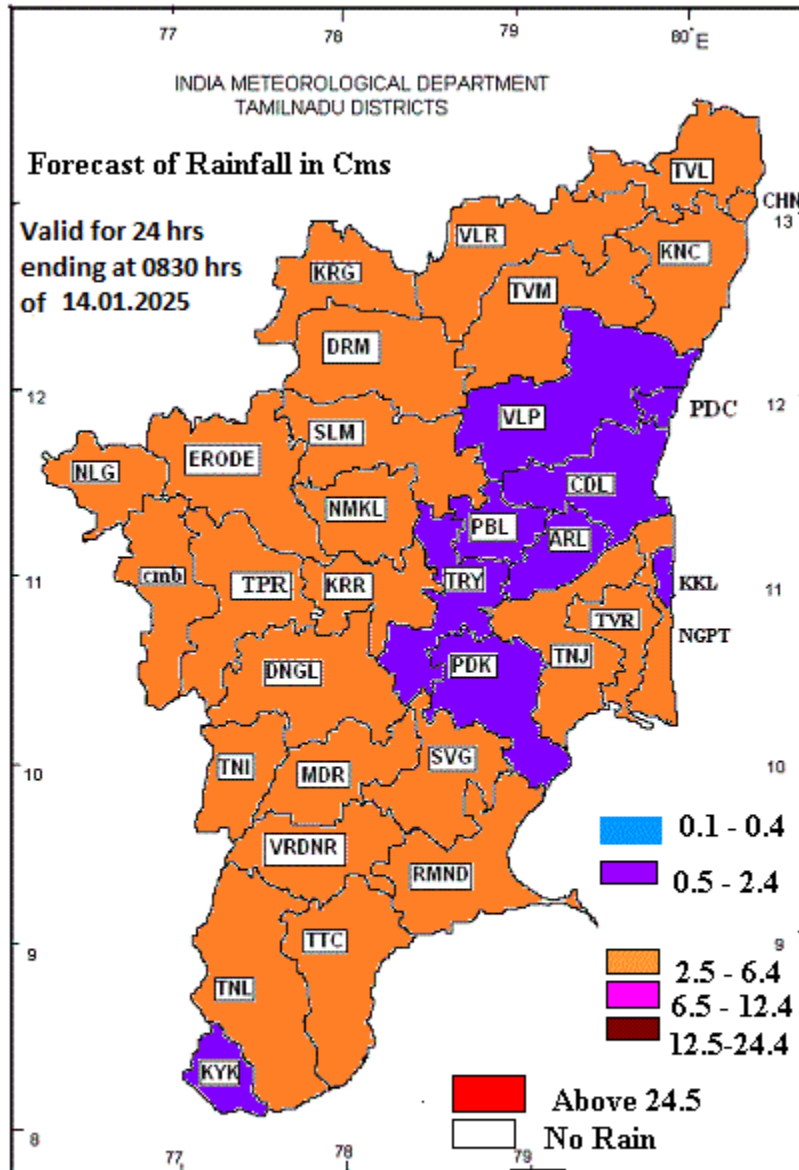 77 78 79 80°E
INDIA METEOROLOGICAL DEPARTMENT
TAMILNADU DISTRICTS
Forecast of Rainfall in Cms
Valid for 24 hrs
ending at 0830 hrs
of 14.01.2025
TVL
CHN
13
VLR
KNC
KRG
TVM
DRM
12
12
PDC
VLP
SLM
ERODE
NLG
CDL
NMKL
PBL
ARL
cmb
TPR
KRR
TRY
11
11
KKL
TVR
NGPT
DNGL
PDK
TNJ
SVG
10
TNI
MDR
10
0.1 - 0.4
VRDNR
RMND
0.5 - 2.4
TTC
9
9
2.5 - 6.4
TNL
6.5 - 12.4
12.5-24.4
KYK
Above 24.5
No Rain
8
77 78 79